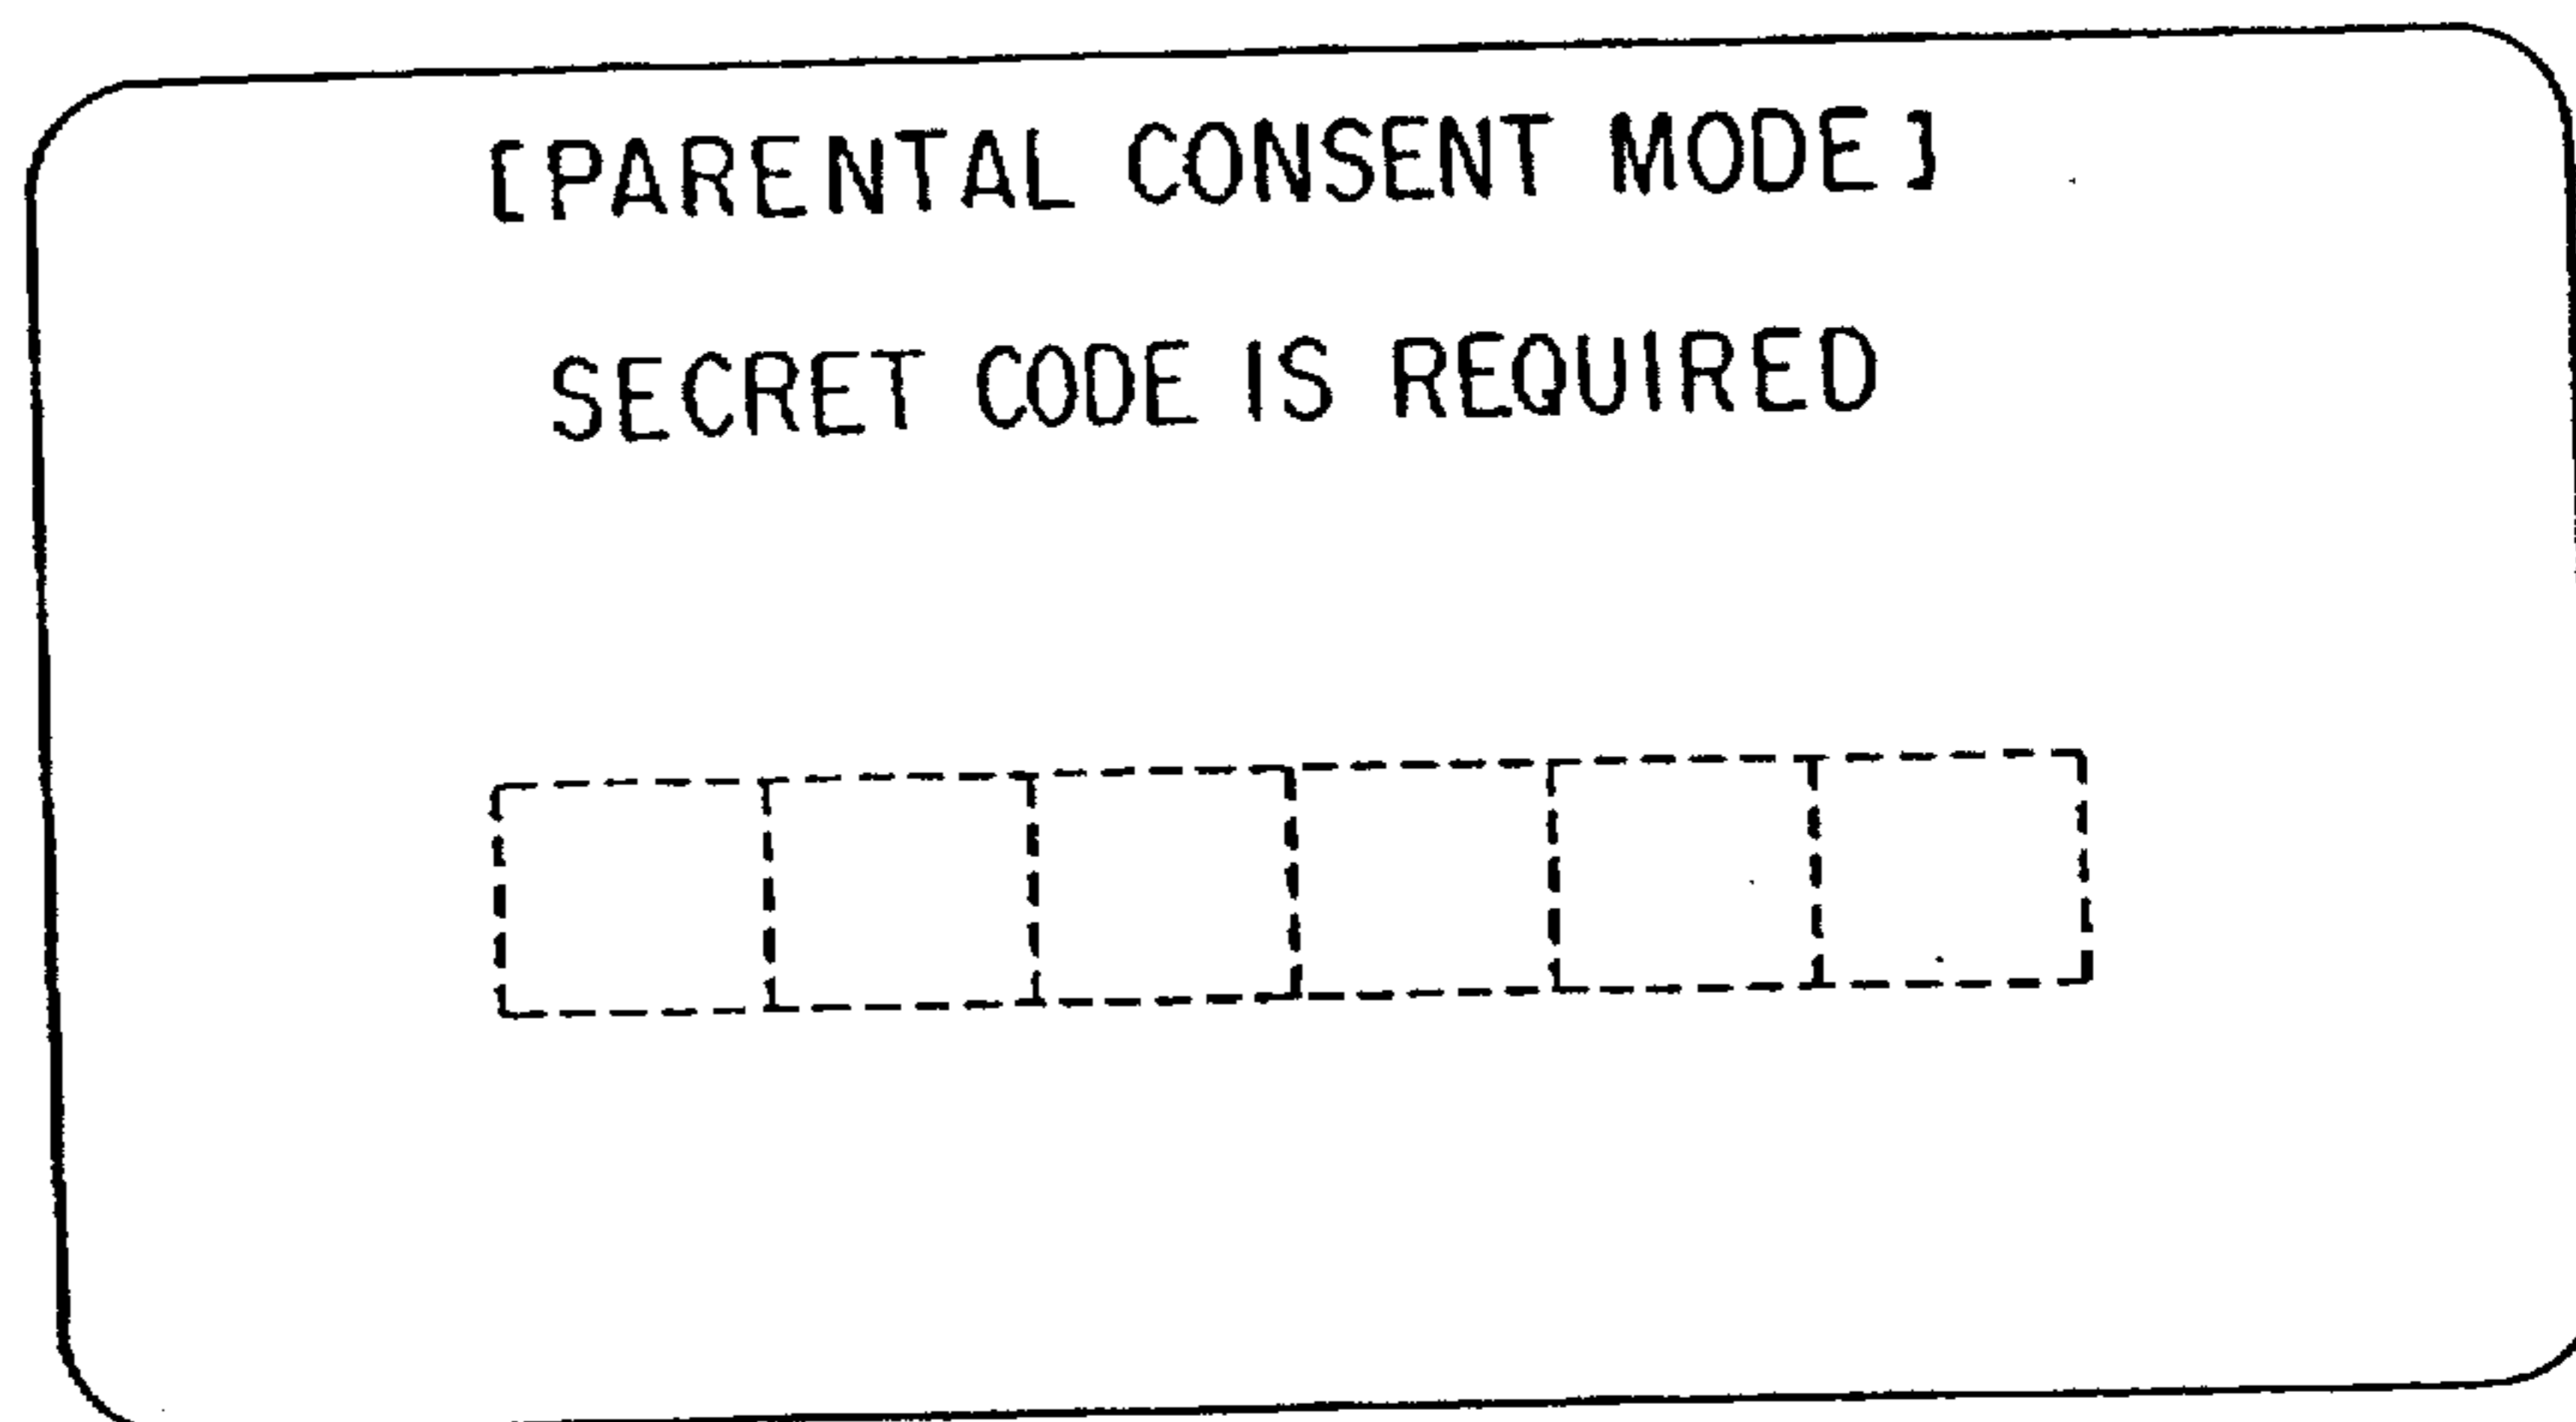 [PARENTAL CONSENT MODE]
SECRET CODE IS REQUIRED